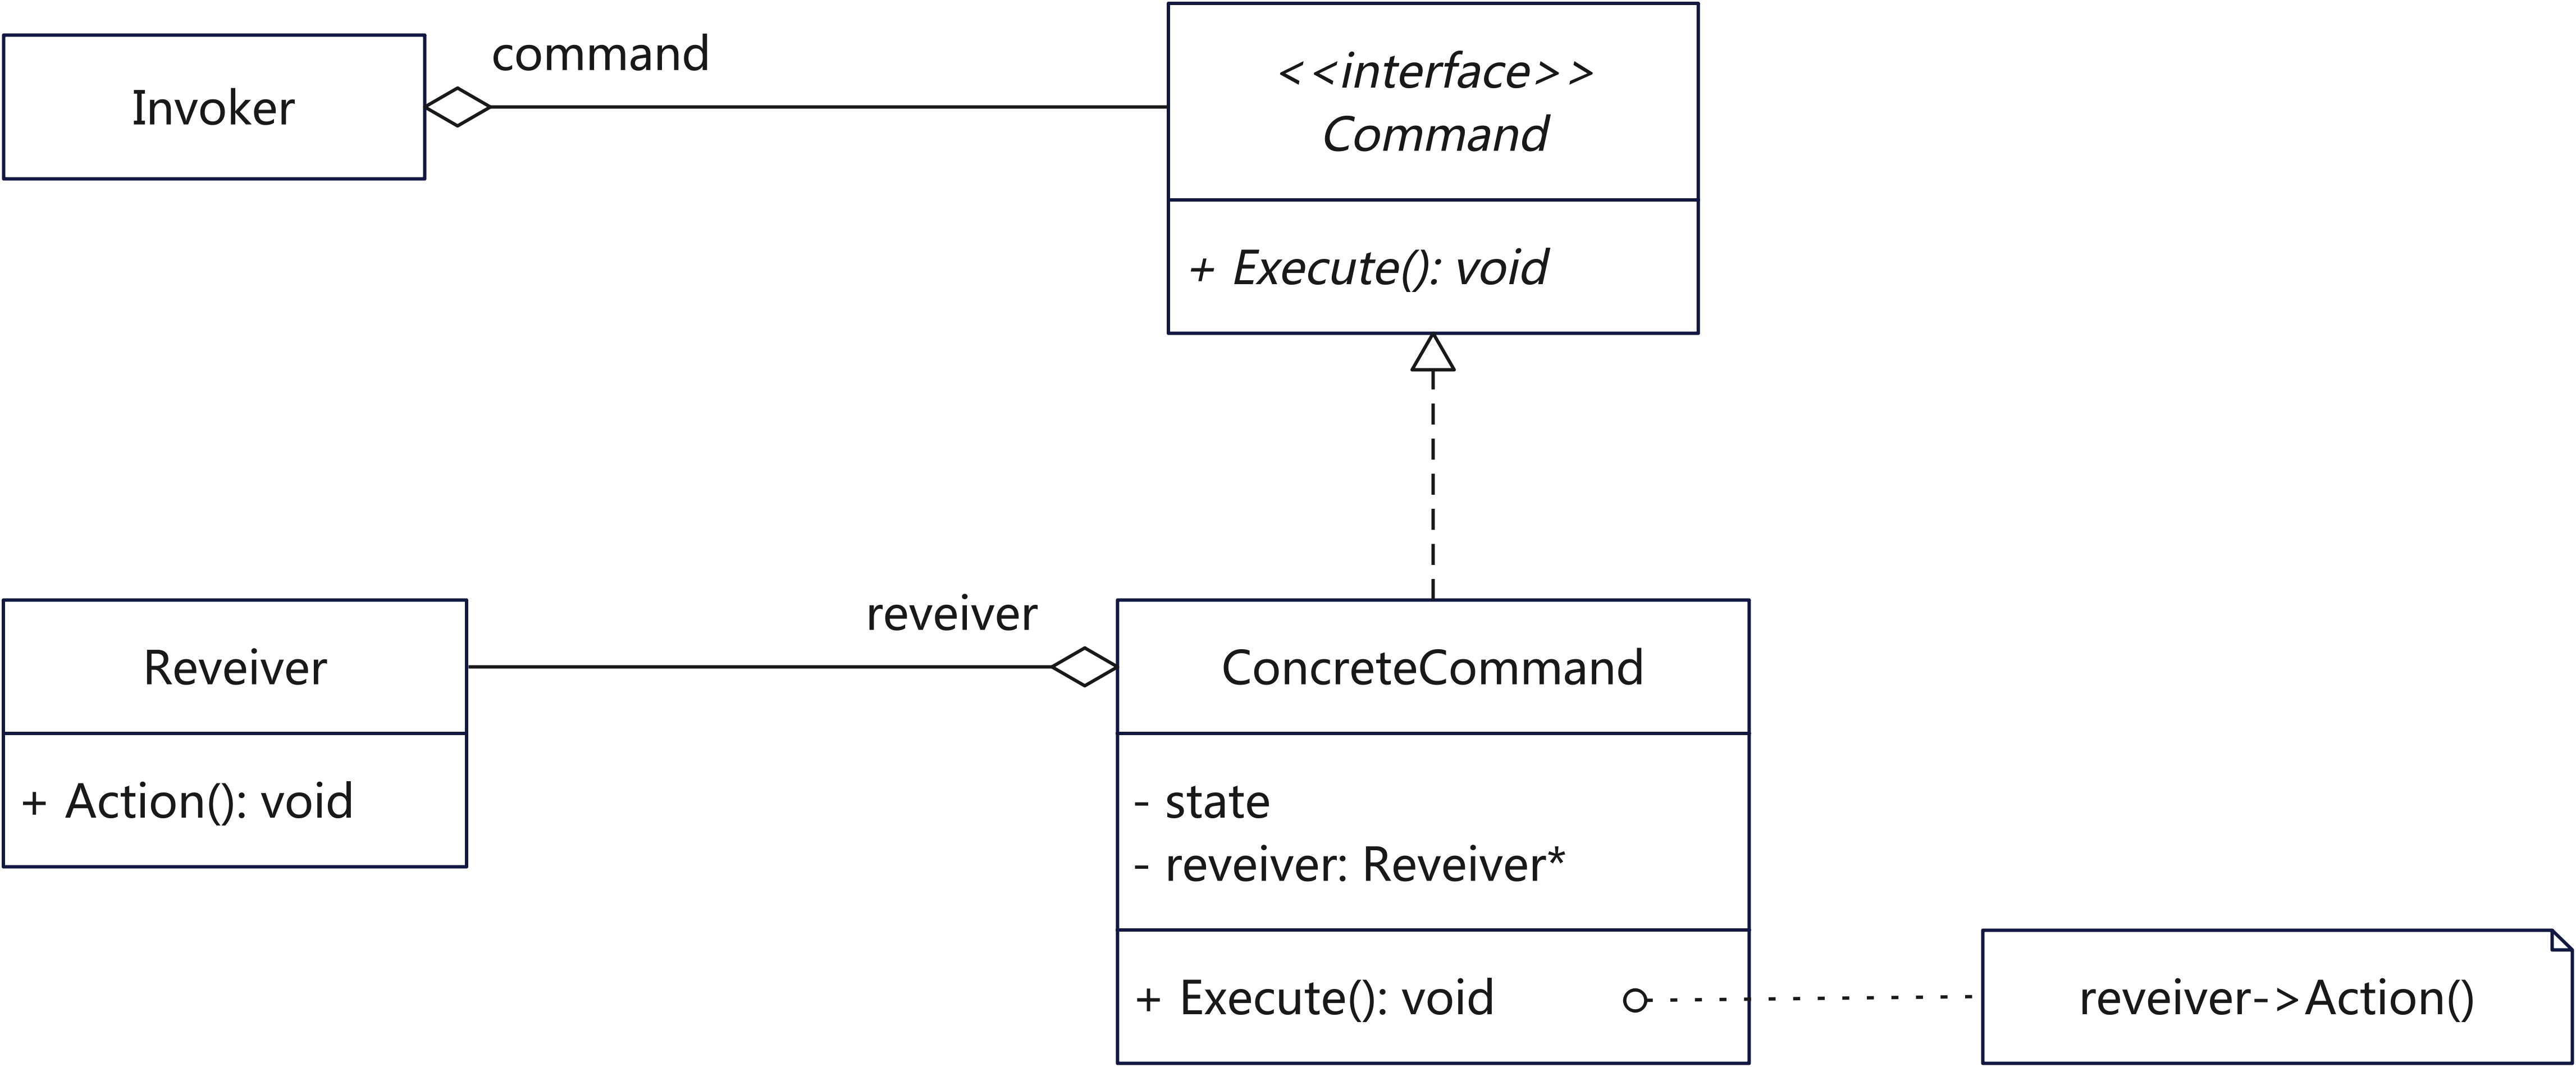 Invoker
command
<<interface>>
Command
+ Execute(): void
Reveiver
+ Action(): void
reveiver
ConcreteCommand
- state
- reveiver: Reveiver*
+ Execute(): void
reveiver->Action()